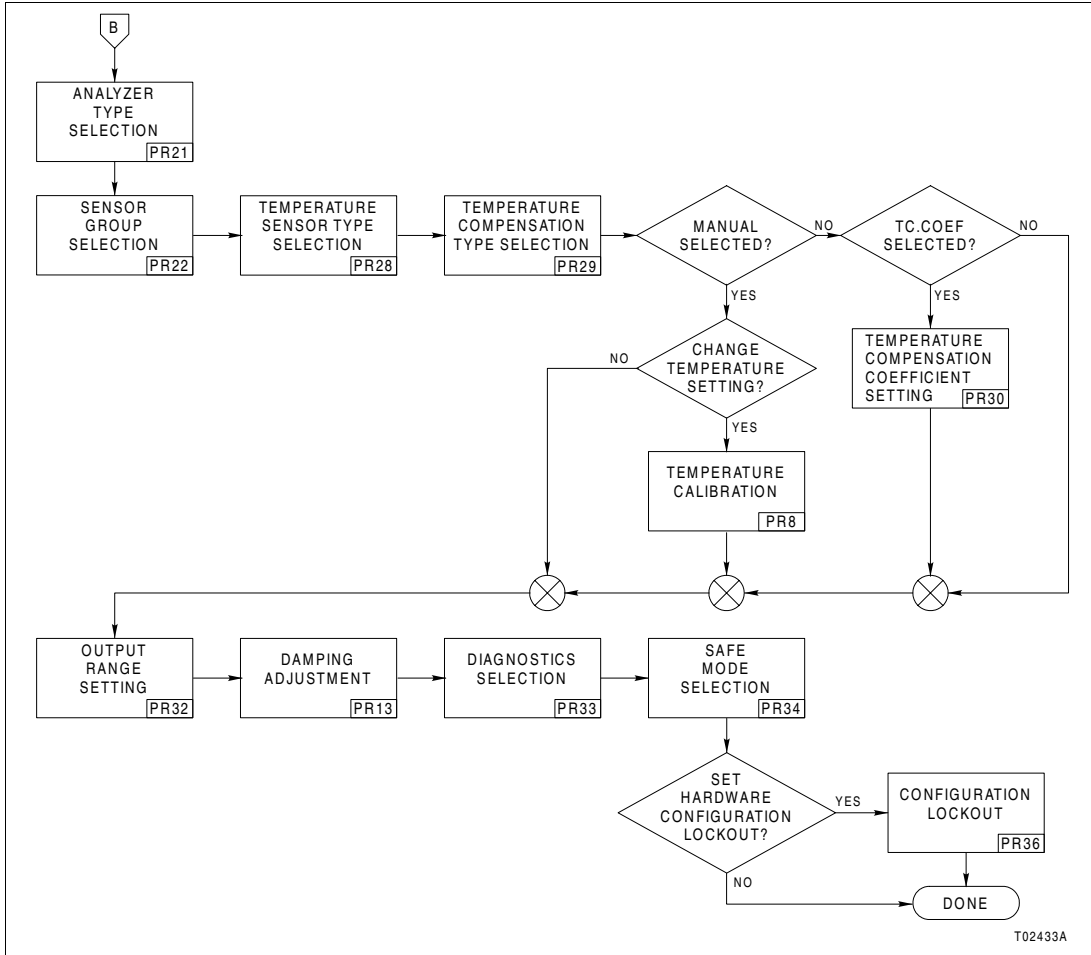 B
ANALYZER
TYPE
SELECTION
PR21
SENSOR
GROUP
SELECTION
PR22
TEMPERATURE
SENSOR TYPE
SELECTION
PR28
TEMPERATURE
COMPENSATION
TYPE SELECTION
PR29
MANUAL
SELECTED?
NO
YES
TC.COEF
SELECTED?
NO
YES
CHANGE
TEMPERATURE
SETTING?
NO
YES
TEMPERATURE
COMPENSATION
COEFFICIENT
SETTING
PR30
TEMPERATURE
CALIBRATION
PR8
OUTPUT
RANGE
SETTING
PR32
DAMPING
ADJUSTMENT
PR13
DIAGNOSTICS
SELECTION
PR33
SAFE
MODE
SELECTION
PR34
SET
HARDWARE
CONFIGURATION
LOCKOUT?
YES
NO
CONFIGURATION
LOCKOUT
PR36
DONE
T02433A